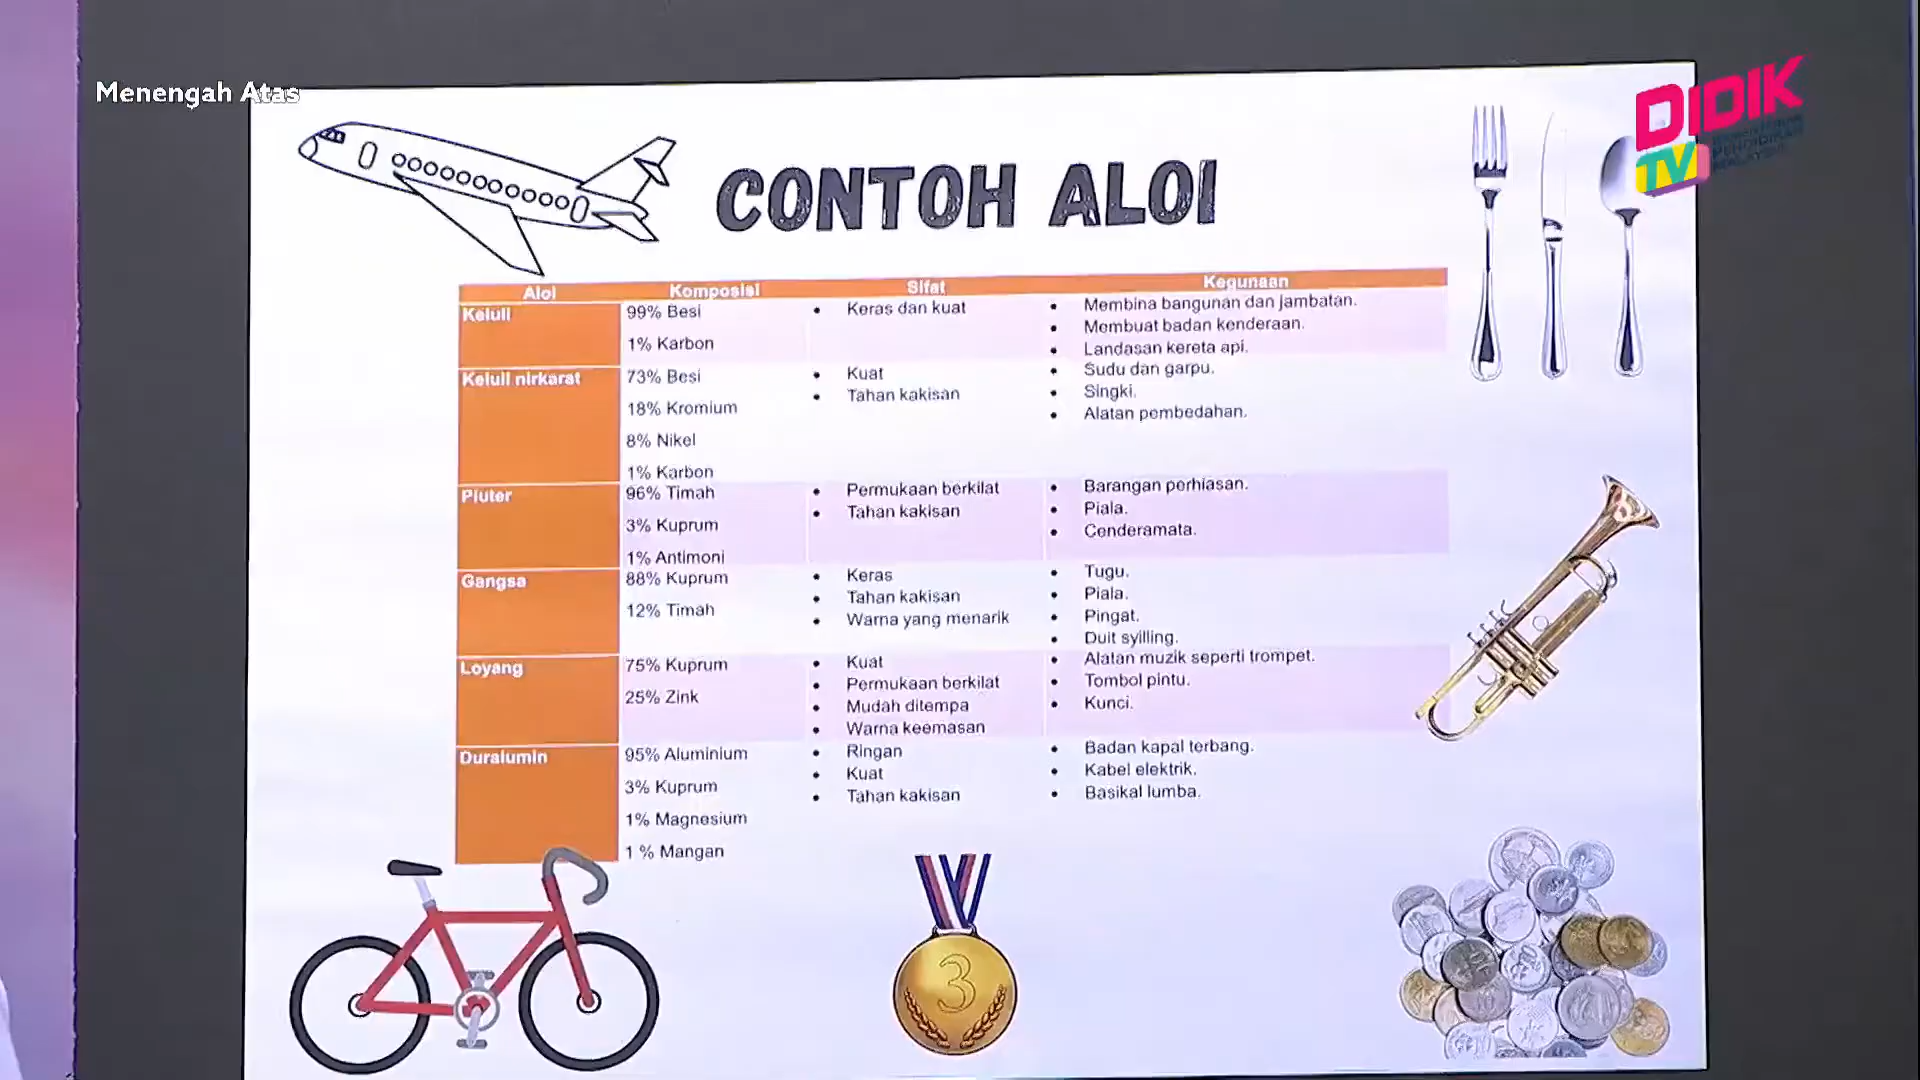 Menengah Atas
DIDIK
TV
KEMENTERIAN
PENDIDIKAN
MALAYSIA
CONTOH ALOI
Aloi Komposisi Sifat Kegunaan
Keluli
99% Besi
1% Karbon
Keras dan kuat
Membina bangunan dan jambatan.
Membuat badan kenderaan.
Landasan kereta api.
Keluli nirkarat
73% Besi
18% Kromium
8% Nikel
1% Karbon
Kuat
Tahan kakisan
Sudu dan garpu.
Singki.
Alatan pembedahan.
Piuter
96% Timah
3% Kuprum
1% Antimoni
Permukaan berkilat
Tahan kakisan
Barangan perhiasan.
Piala.
Cenderamata.
Gangsa
88% Kuprum
12% Timah
Keras
Tahan kakisan
Warna yang menarik
Tugu.
Piala.
Pingat.
Duit syilling.
Loyang
75% Kuprum
25% Zink
Kuat
Permukaan berkilat
Mudah ditempa
Warna keemasan
Alatan muzik seperti trompet.
Tombol pintu.
Kunci.
Duralumin
95% Aluminium
3% Kuprum
1% Magnesium
1 % Mangan
Ringan
Kuat
Tahan kakisan
Badan kapal terbang.
Kabel elektrik.
Basikal lumba.
3